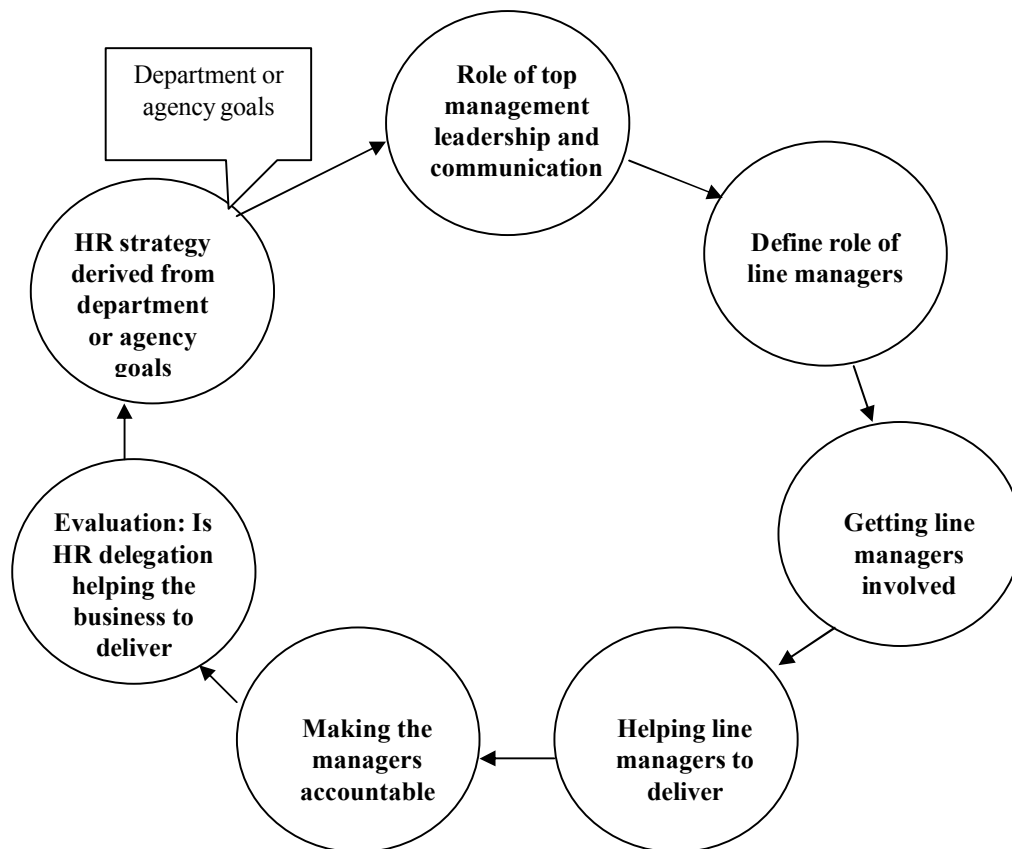 Department or
agency goals
Role of top
management
leadership and
communication
Define role of
line managers
Getting line
managers
involved
Helping line
managers to
deliver
Making the
managers
accountable
Evaluation: Is
HR delegation
helping the
business to
deliver
HR strategy
derived from
department
or agency
goals